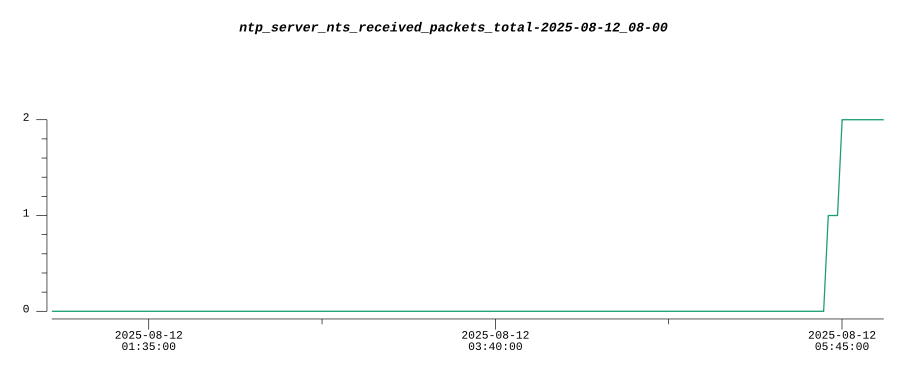 ntp_server_nts_received_packets_total-2025-08-12_08-00
2
1
0
2025-08-12 2025-08-12 2025-08-12
01:35:00 03:40:00 05:45:00